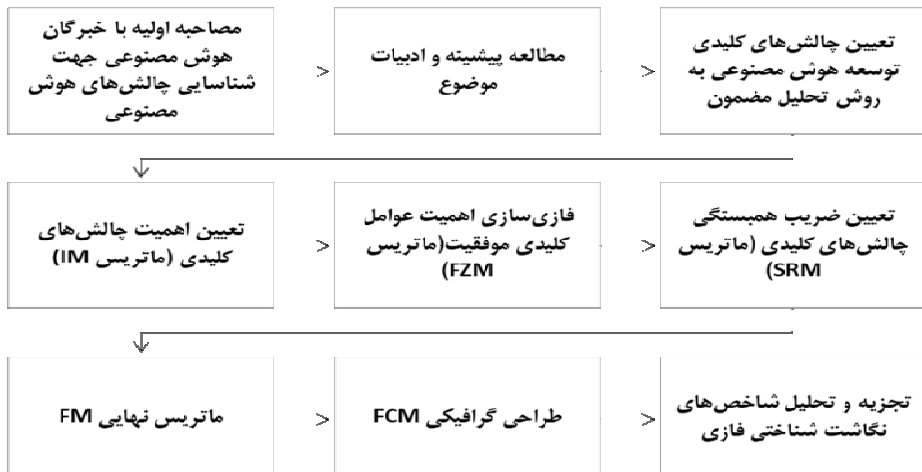 مصاحبه اولیه با خبرگان
هوش مصنوعی جهت
شناسایی چالش‌های هوش
مصنوعی
>
مطالعه پیشینه و ادبیات
موضوع
>
تعیین چالش‌های کلیدی
توسعه هوش مصنوعی به
روش تحلیل مضمون
تعیین اهمیت چالش‌های
کلیدی (ماتریس IM)
>
فازی‌سازی اهمیت عوامل
کلیدی موفقیت(ماتریس
FZM)
>
تعیین ضریب همبستگی
چالش‌های کلیدی (ماتریس
SRM)
ماتریس نهایی FM
>
طراحی گرافیکی FCM
>
تجزیه و تحلیل شاخص‌های
نگاشت شناختی فازی